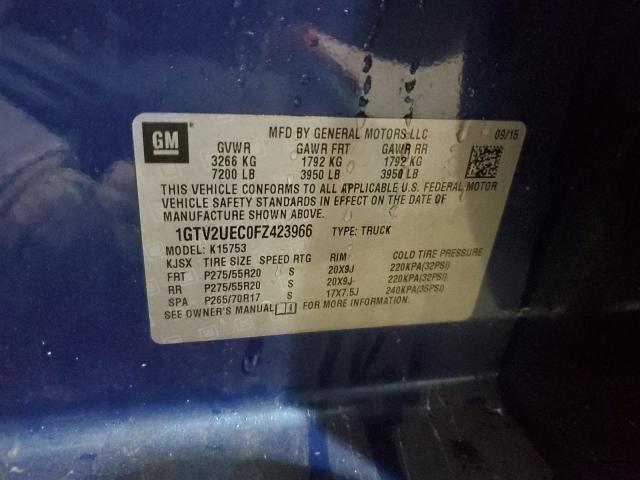 GM
MFD BY GENERAL MOTORS LLC 09/15
GVWR GAWR FRT GAWR RR
3266 KG 1792 KG 1792 KG
7200 LB 3950 LB 3950 LB
THIS VEHICLE CONFORMS TO ALL APPLICABLE U.S. FEDERAL MOTOR
VEHICLE SAFETY STANDARDS IN EFFECT ON THE DATE OF
MANUFACTURE SHOWN ABOVE.
1GTV2UEC0FZ423966 TYPE: TRUCK
MODEL: K15753
KJSX TIRE SIZE SPEED RTG RIM COLD TIRE PRESSURE
FRT P275/55R20 S 20X9J 220KPA(32PSI)
RR P275/55R20 S 20X9J 220KPA(32PSI)
SPA P265/70R17 S 17X7.5J 240KPA(35PSI)
SEE OWNER'S MANUAL FOR MORE INFORMATION.